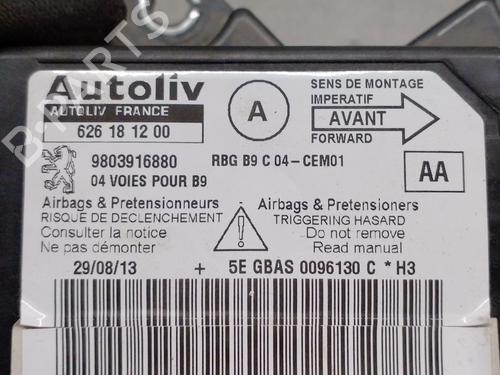 Autoliv
AUTOLIV FRANCE
626 18 12 00
A
SENS DE MONTAGE
IMPERATIF
AVANT
FORWARD
9803916880
RBG B9 C 04-CEM01
04 VOIES POUR B9
AA
Airbags & Pretensionneurs
RISQUE DE DECLENCHEMENT
Consulter la notice
Ne pas démonter
Airbags & Pretensioners
TRIGGERING HASARD
Do not remove
Read manual
29/08/13 + 5E GBAS 0096130 C * H3
B-PARTS